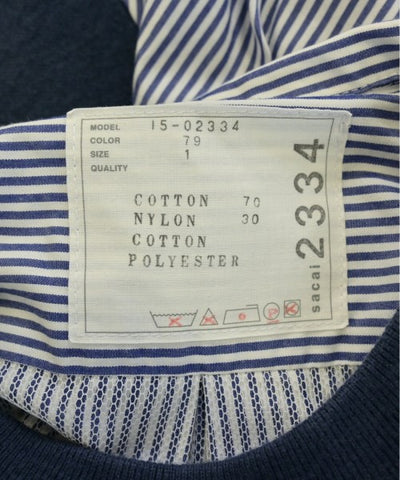 MODEL 15-02334
COLOR 79
SIZE 1
QUALITY
COTTON 70
NYLON 30
COTTON
POLYESTER
sacai 2334